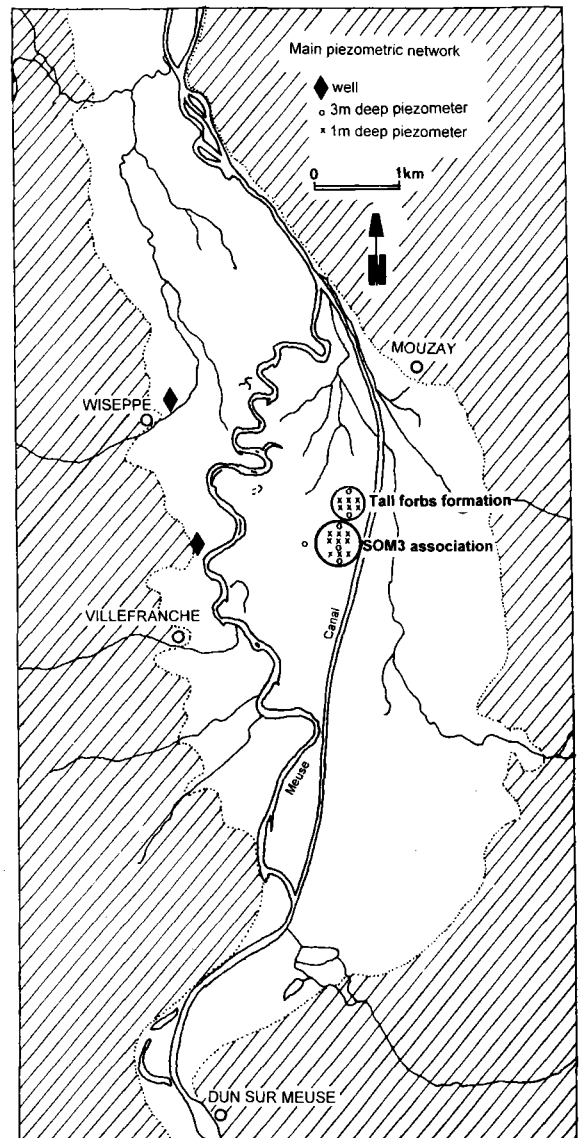 Main piezometric network
well
3m deep piezometer
1m deep piezometer
0 1km
N
MOUZAY
WISEPPE
Tall forbs formation
SOM3 association
VILLEFRANCHE
Canal
Meuse
DUN SUR MEUSE